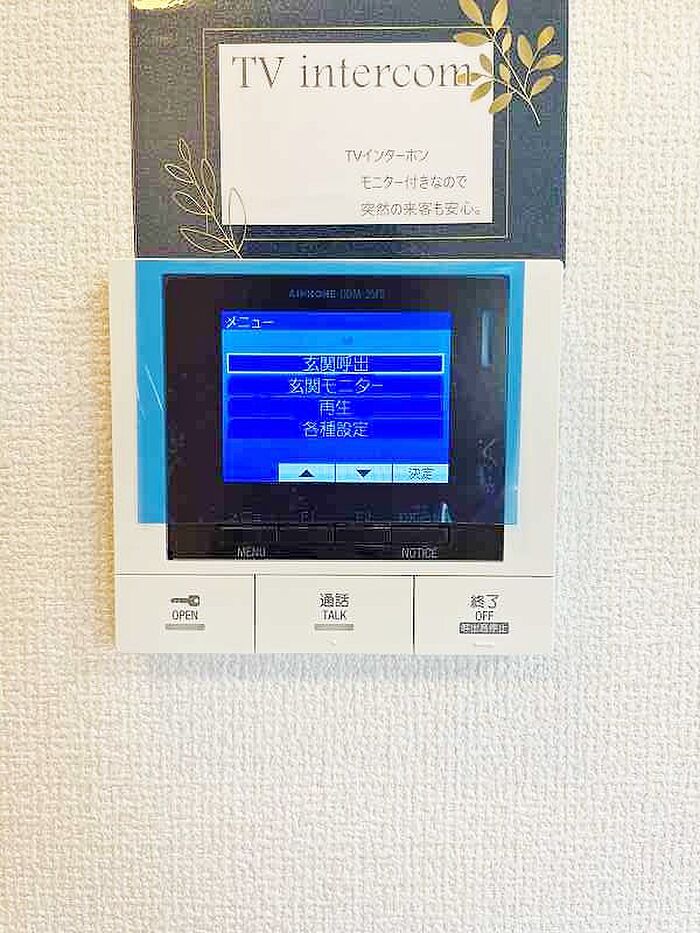 TV intercom
TVインターホン
モニター付きなので
突然の来客も安心。
メニュー
玄関呼出
玄関モニター
再生
各種設定
▲ ▼ 決定
MENU NOTICE
OPEN
通話
TALK
終了
OFF